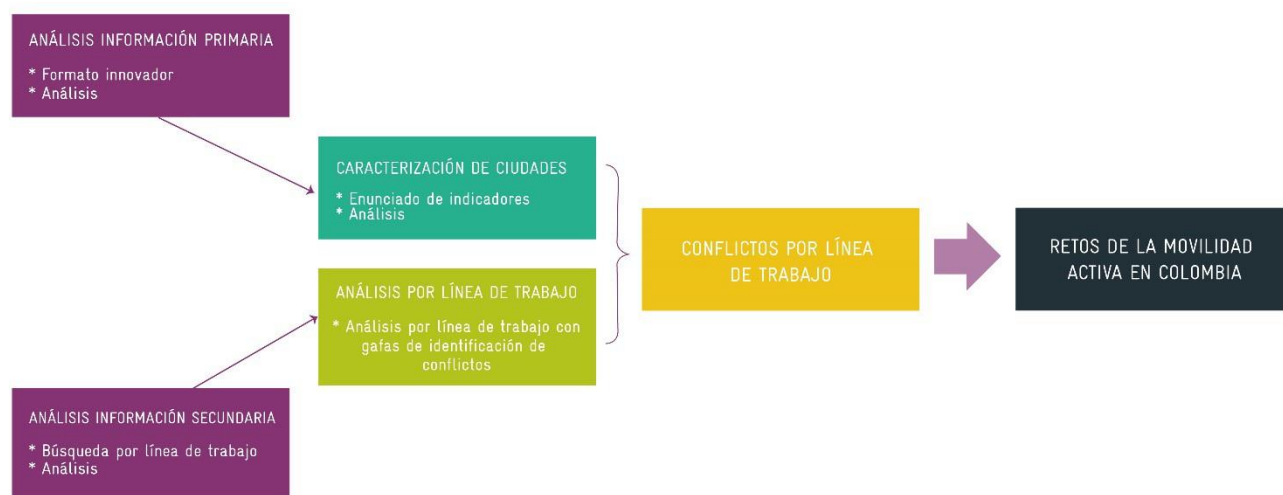 ANÁLISIS INFORMACIÓN PRIMARIA
* Formato innovador
* Análisis
CARACTERIZACIÓN DE CIUDADES
* Enunciado de indicadores
* Análisis
ANÁLISIS POR LÍNEA DE TRABAJO
* Análisis por línea de trabajo con
gafas de identificación de
conflictos
ANÁLISIS INFORMACIÓN SECUNDARIA
* Búsqueda por línea de trabajo
* Análisis
CONFLICTOS POR LÍNEA
DE TRABAJO
RETOS DE LA MOVILIDAD
ACTIVA EN COLOMBIA